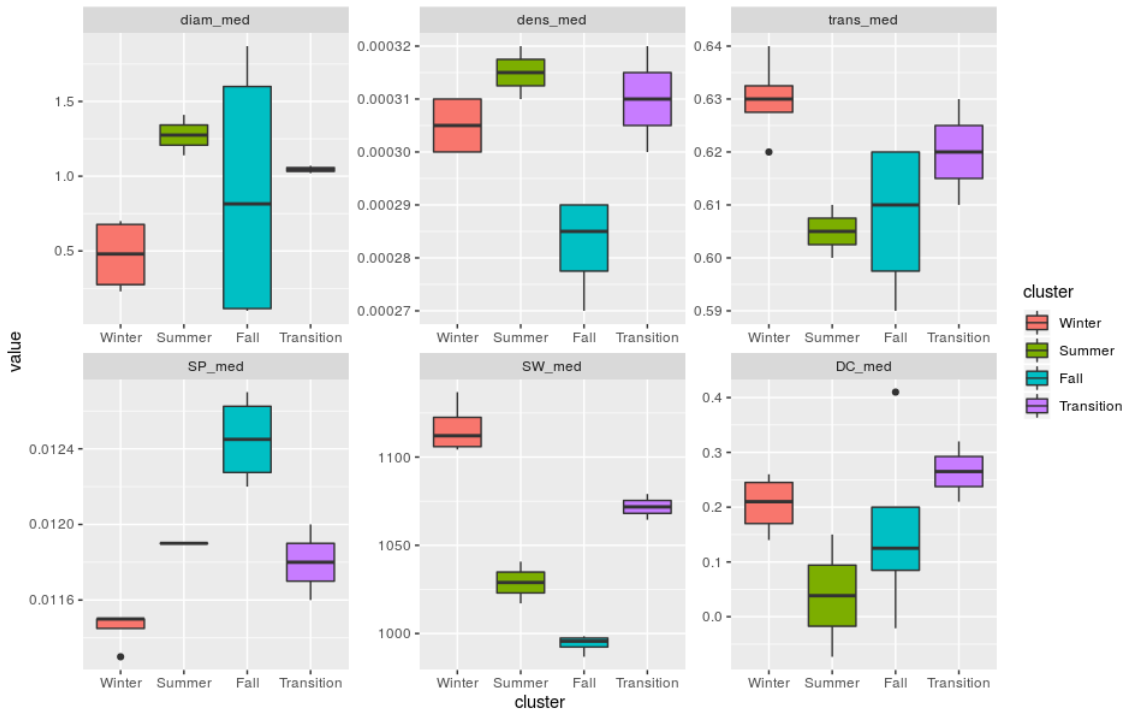 diam_med dens_med trans_med
1.5
1.0
0.5
0.00032
0.00031
0.00030
0.00029
0.00028
0.00027
0.64
0.63
0.62
0.61
0.60
0.59
Winter Summer Fall Transition Winter Summer Fall Transition Winter Summer Fall Transition
SP_med SW_med DC_med
0.0124
0.0120
0.0116
1100
1050
1000
0.4
0.3
0.2
0.1
0.0
Winter Summer Fall Transition Winter Summer Fall Transition Winter Summer Fall Transition
value
cluster
cluster
Winter
Summer
Fall
Transition